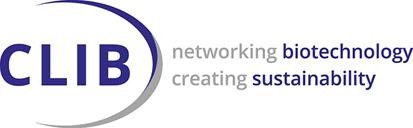 CLIB
networking biotechnology
creating sustainability